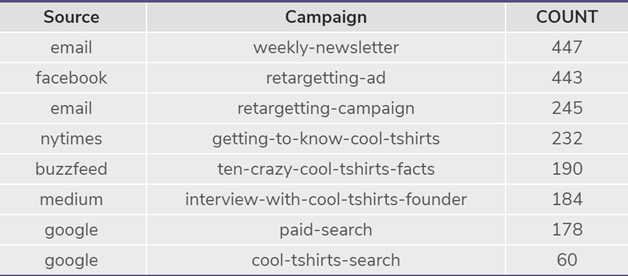 Source Campaign COUNT
email weekly-newsletter 447
facebook retargetting-ad 443
email retargetting-campaign 245
nytimes getting-to-know-cool-tshirts 232
buzzfeed ten-crazy-cool-tshirts-facts 190
medium interview-with-cool-tshirts-founder 184
google paid-search 178
google cool-tshirts-search 60